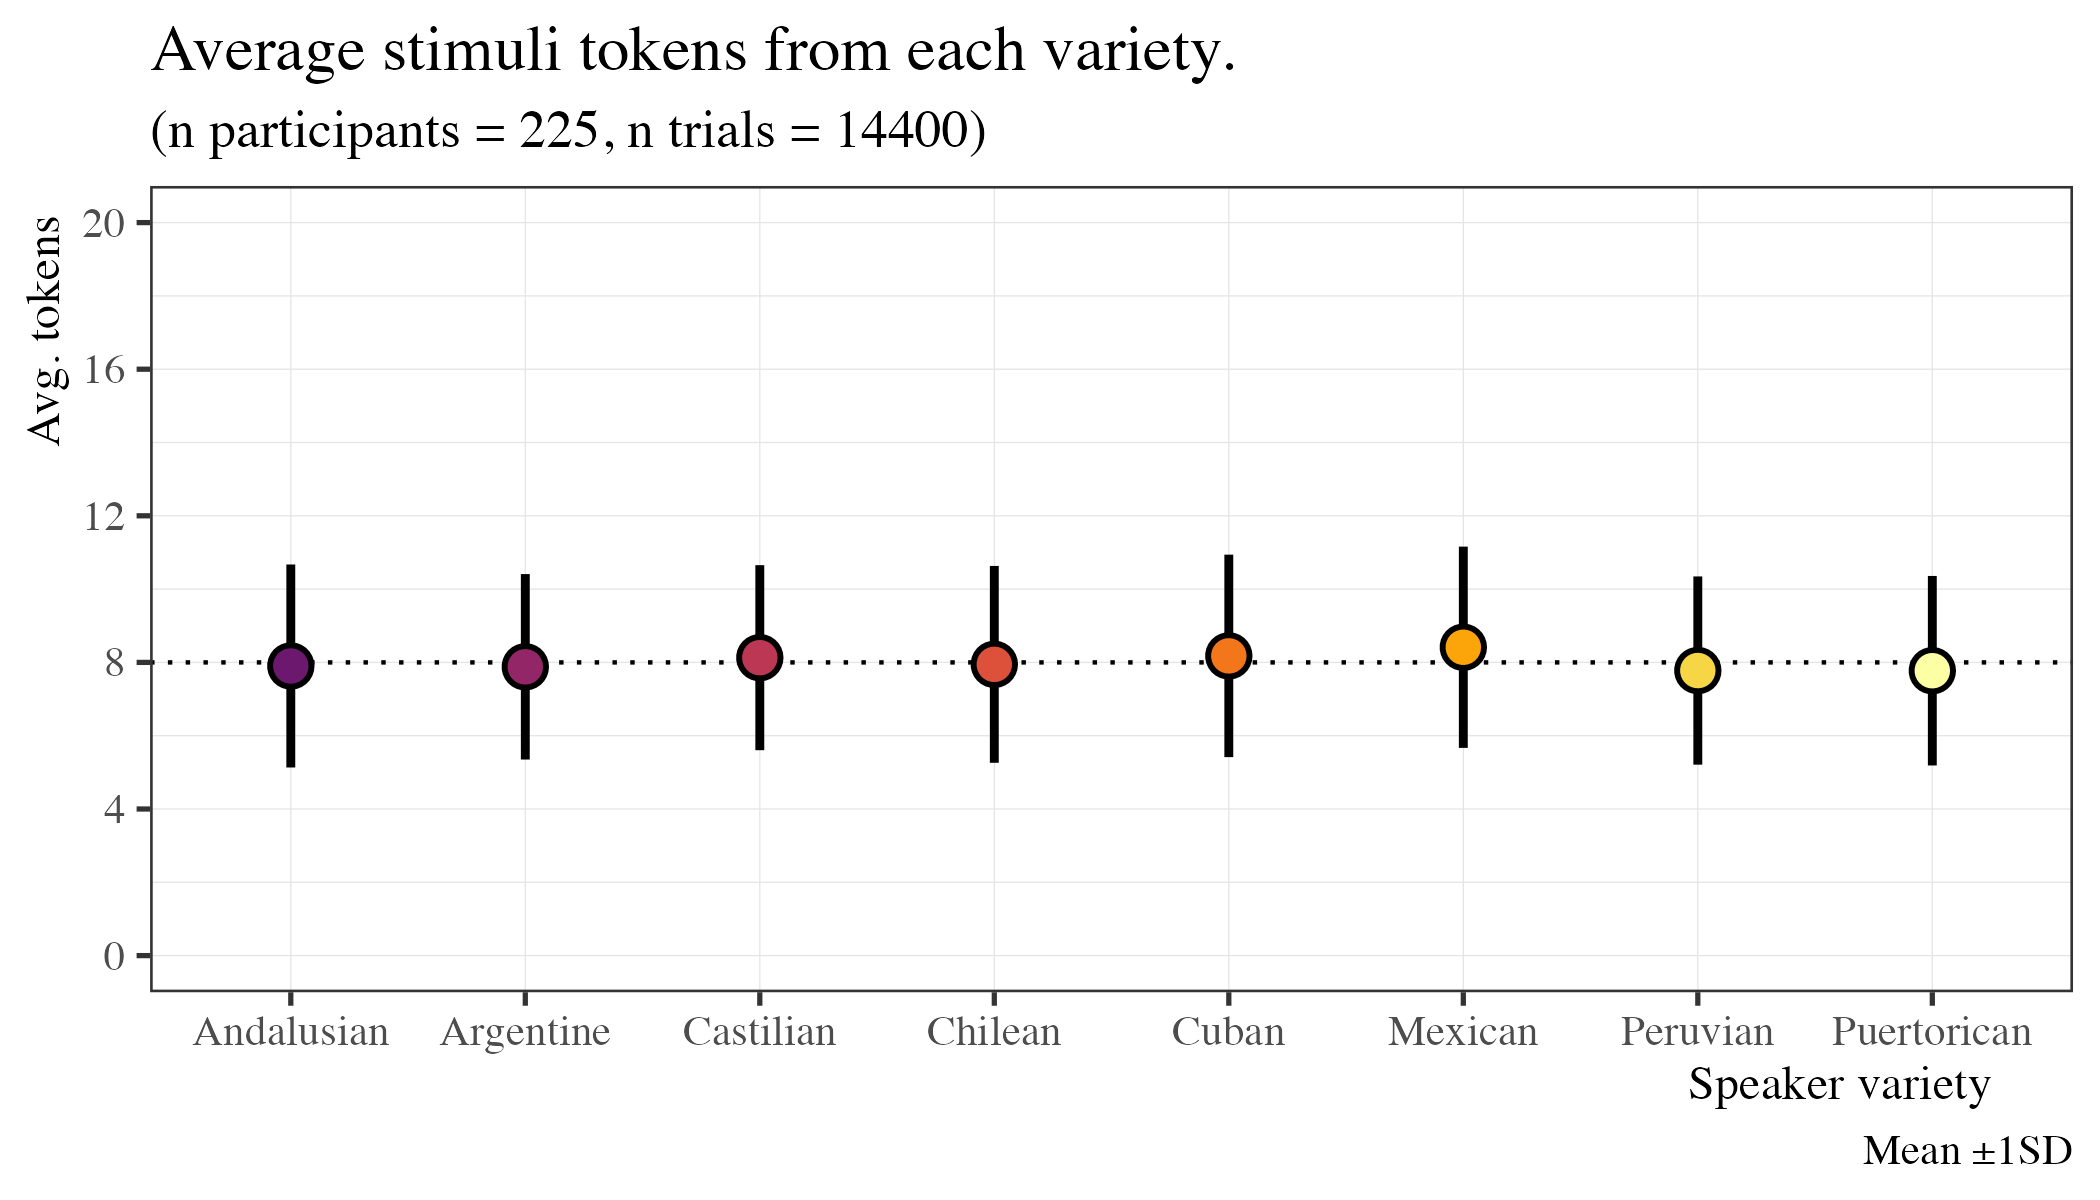 Average stimuli tokens from each variety.
(n participants = 225, n trials = 14400)
Avg. tokens
20
16
12
8
4
0
Andalusian Argentine Castilian Chilean Cuban Mexican Peruvian Puertorican
Speaker variety
Mean ±1SD